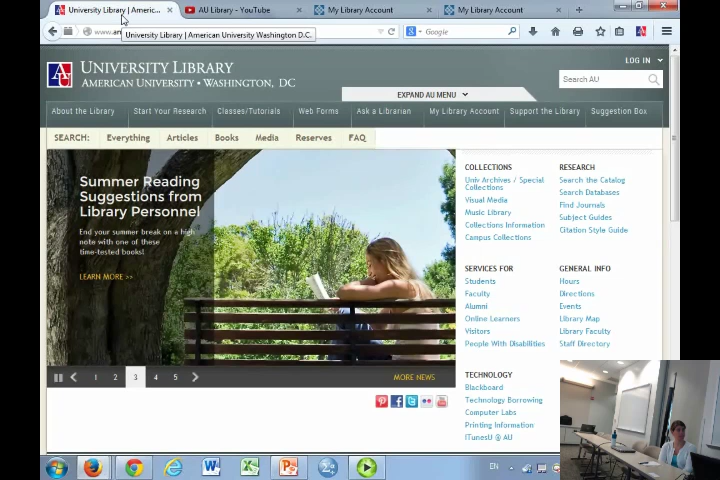 University Library | Americ...
AU Library - YouTube
My Library Account
My Library Account
www.am
University Library | American University Washington D.C.
Google
UNIVERSITY LIBRARY
AMERICAN UNIVERSITY • WASHINGTON, DC
LOG IN
EXPAND AU MENU
Search AU
About the Library
Start Your Research
Classes/Tutorials
Web Forms
Ask a Librarian
My Library Account
Support the Library
Suggestion Box
SEARCH:
Everything
Articles
Books
Media
Reserves
FAQ
Summer Reading
Suggestions from
Library Personnel
End your summer break on a high
note with one of these
time-tested books!
LEARN MORE >>
1 2 3 4 5
MORE NEWS
COLLECTIONS
Univ Archives / Special
Collections
Visual Media
Music Library
Collections Information
Campus Collections
RESEARCH
Search the Catalog
Search Databases
Find Journals
Subject Guides
Citation Style Guide
SERVICES FOR
Students
Faculty
Alumni
Online Learners
Visitors
People With Disabilities
GENERAL INFO
Hours
Directions
Events
Library Map
Library Faculty
Staff Directory
TECHNOLOGY
Blackboard
Technology Borrowing
Computer Labs
Printing Information
ITunesU @ AU
EN